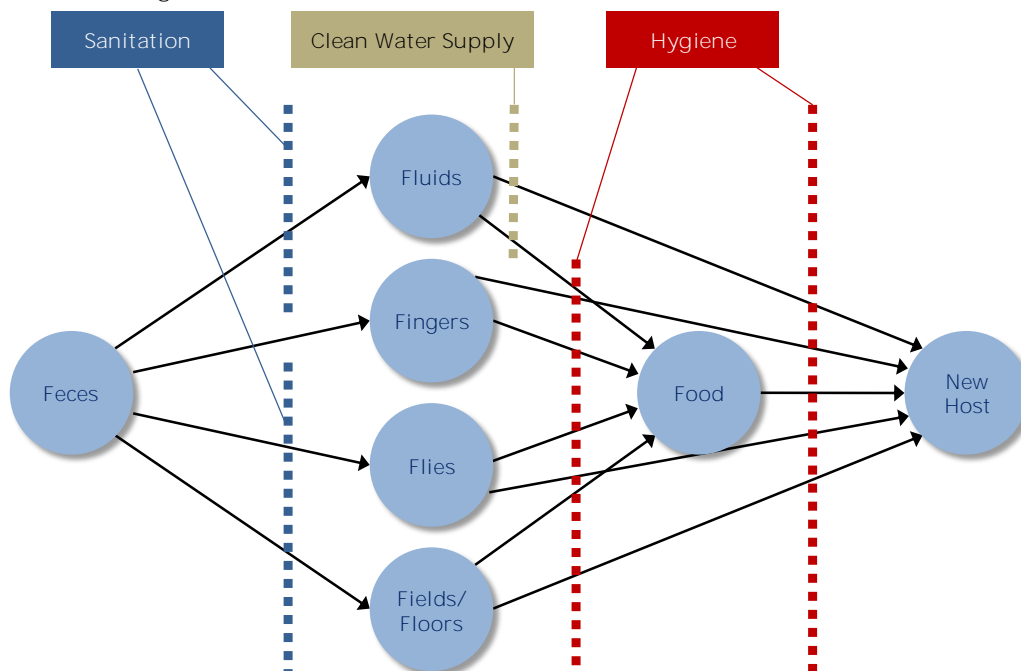 Sanitation
Clean Water Supply
Hygiene
Fluids
Fingers
Feces
Food
New
Host
Flies
Fields/
Floors